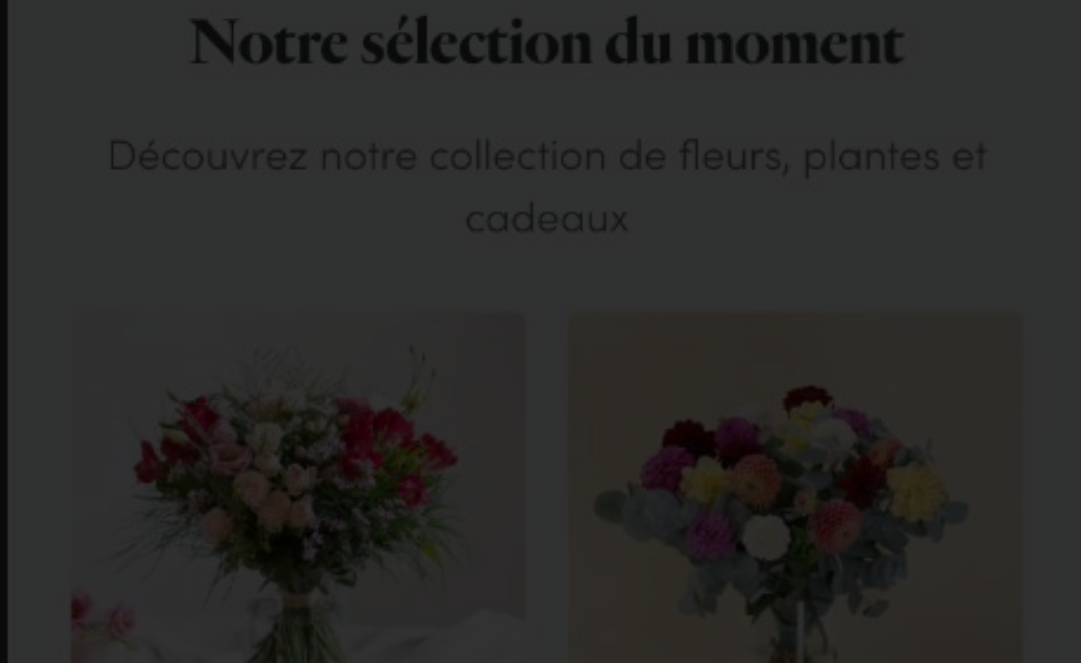 Notre sélection du moment
Découvrez notre collection de fleurs, plantes et
cadeaux